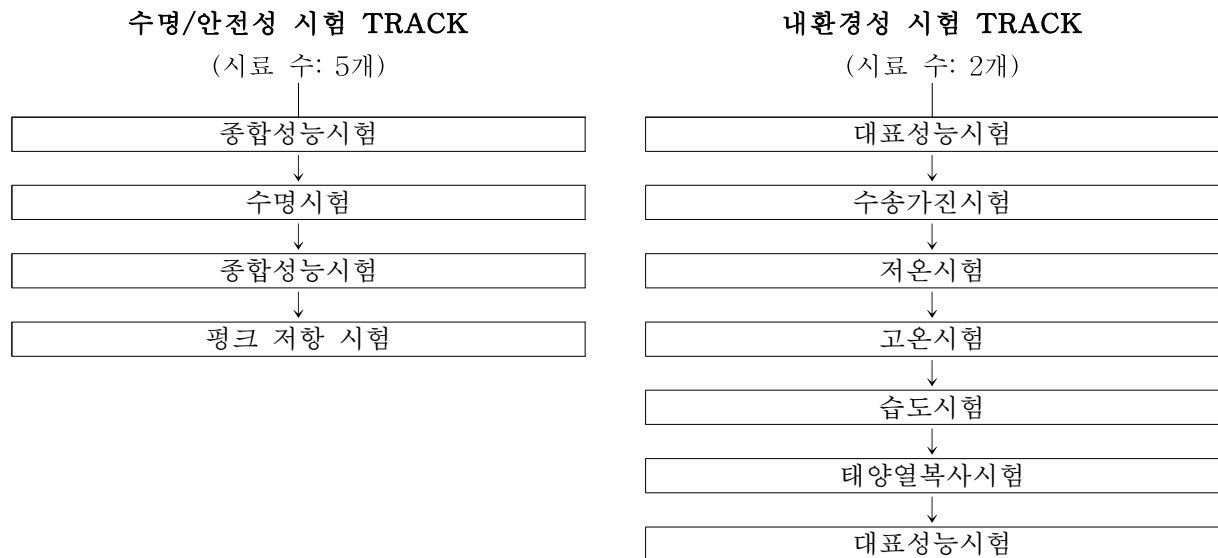 수명/안전성 시험 TRACK
(시료 수: 5개)
종합성능시험
수명시험
종합성능시험
펑크 저항 시험
내환경성 시험 TRACK
(시료 수: 2개)
대표성능시험
수송가진시험
저온시험
고온시험
습도시험
태양열복사시험
대표성능시험